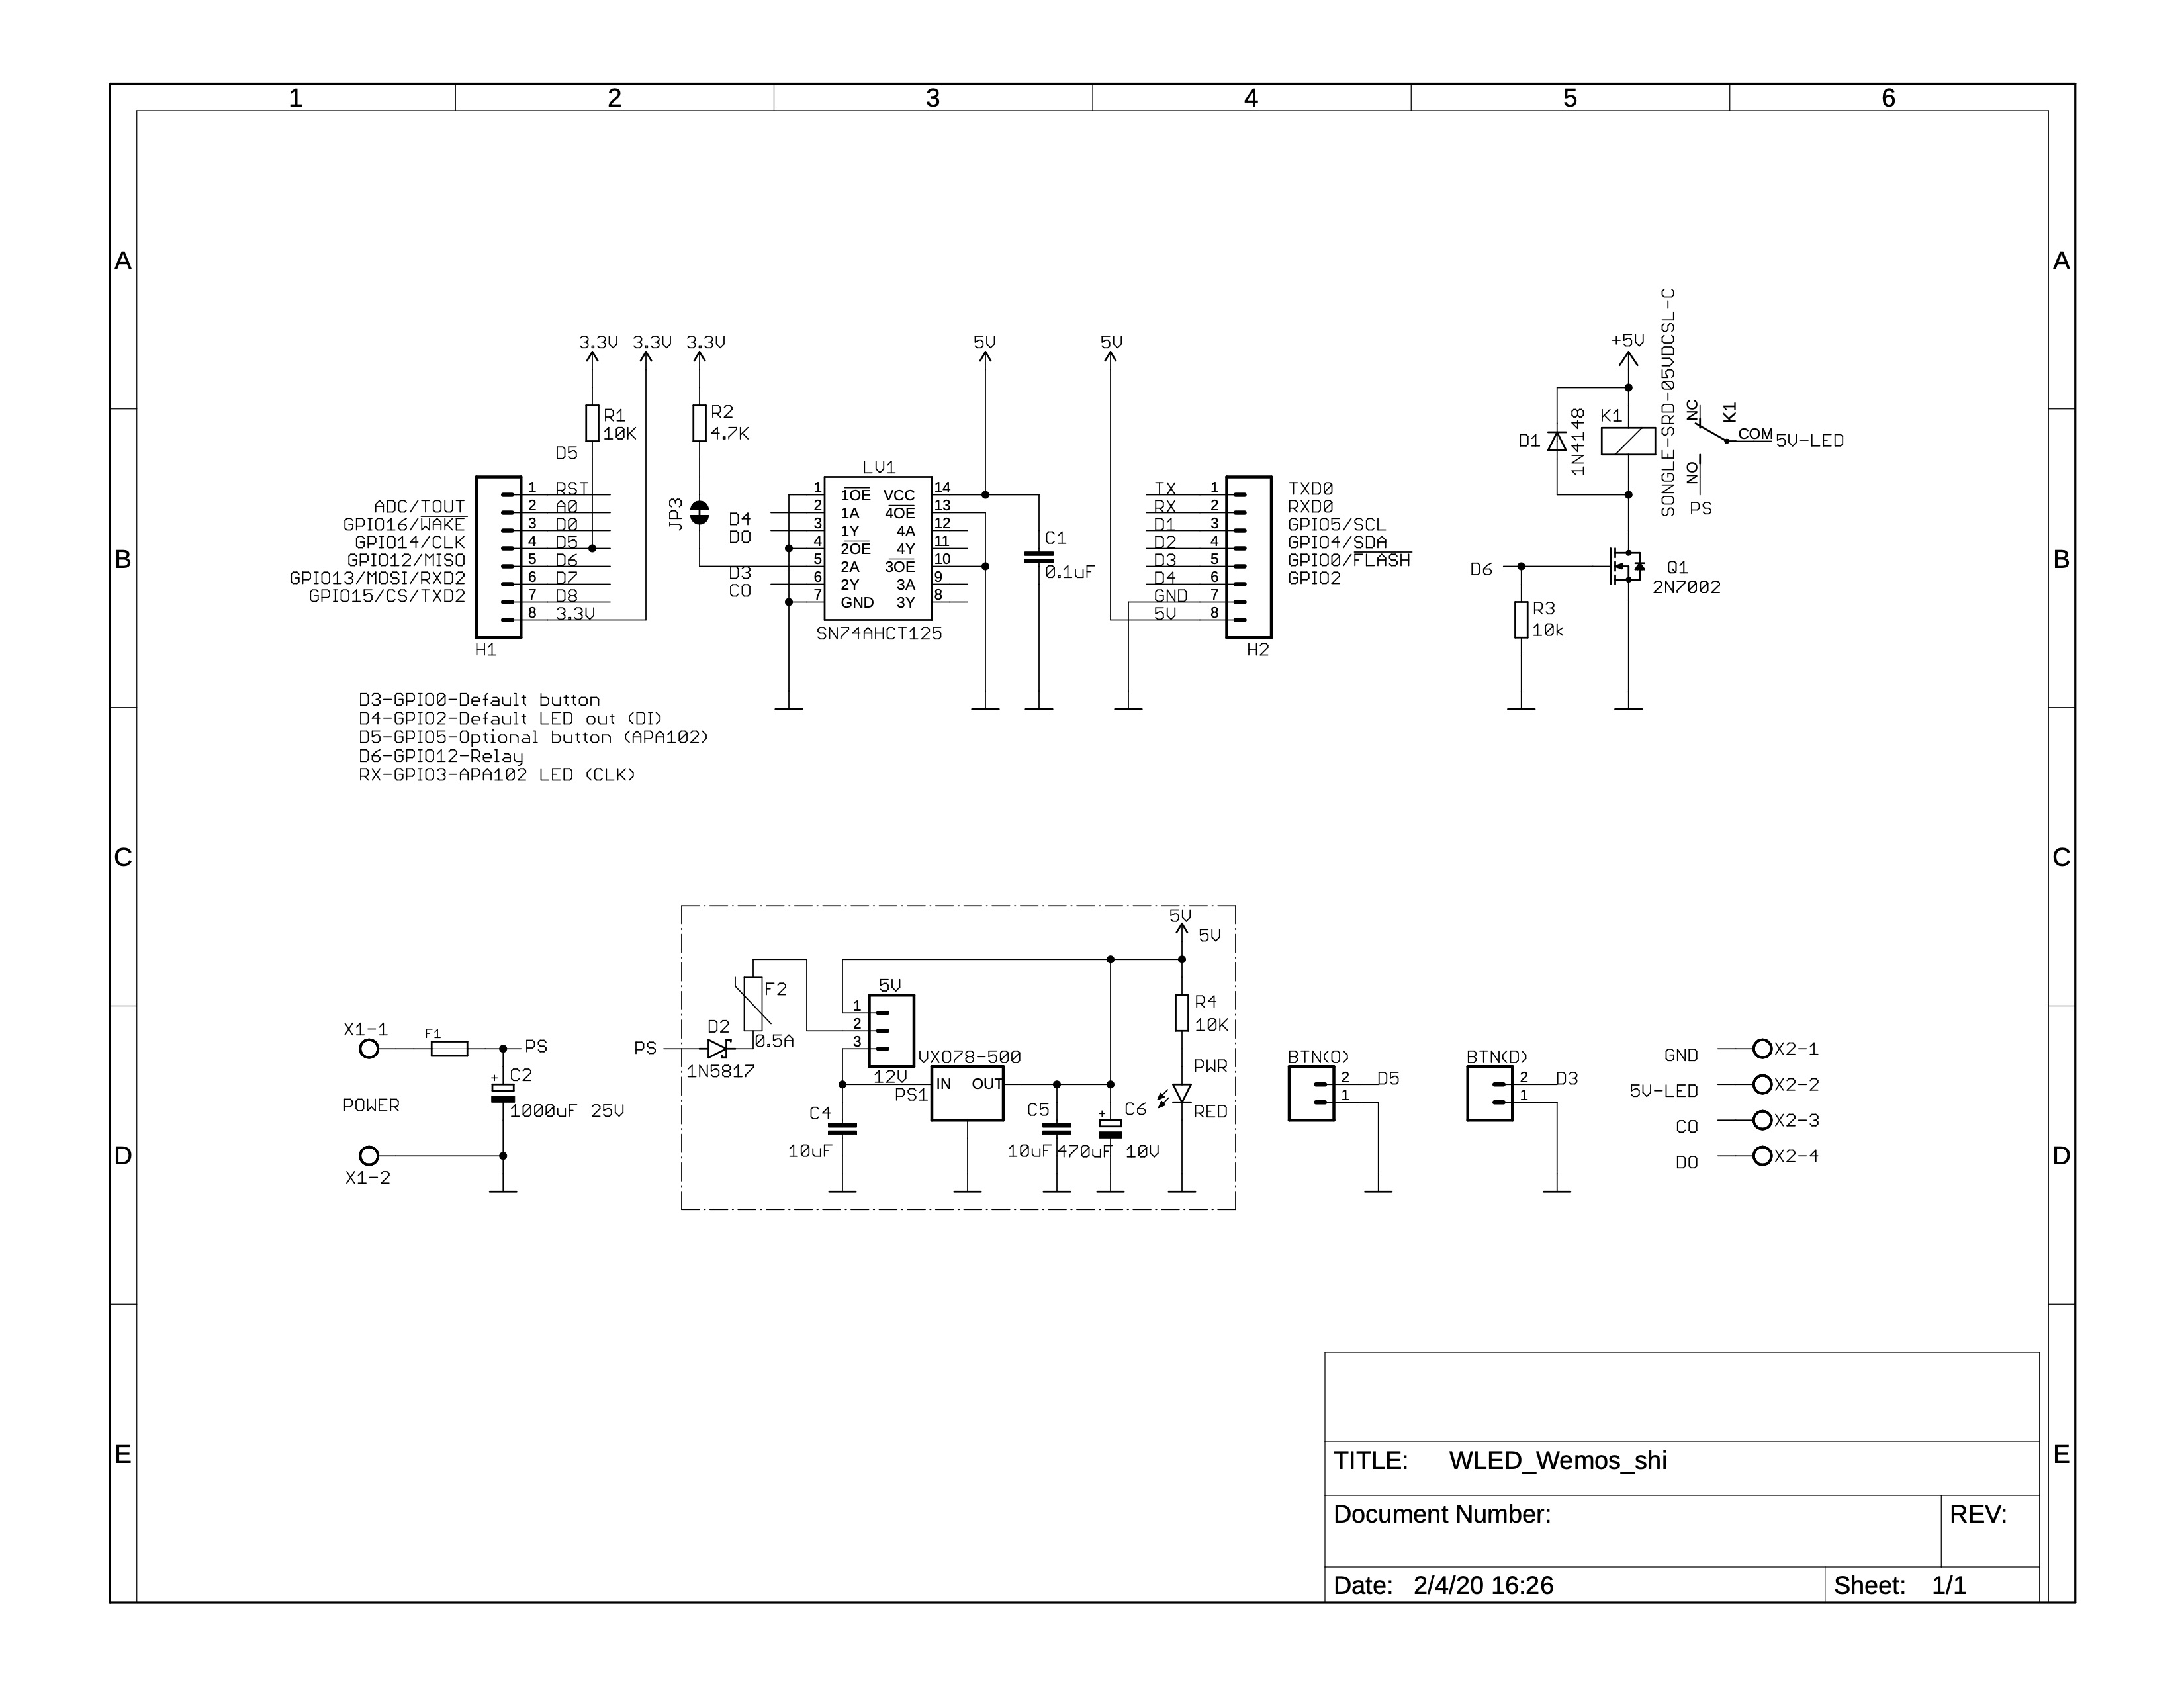 1 2 3 4 5 6
A A
B B
C C
D D
E E
3.3V 3.3V 3.3V 5V 5V
R1
10K
R2
4.7K
D5
JP3
H1
1 RST
2 A0
3 D0
4 D5
5 D6
6 D7
7 D8
8 3.3V
ADC/TOUT
GPIO16/WAKE
GPIO14/CLK
GPIO12/MISO
GPIO13/MOSI/RXD2
GPIO15/CS/TXD2
LV1
1 1OE VCC 14
2 1A 4OE 13
3 1Y 4A 12
4 2OE 4Y 11
5 2A 3OE 10
6 2Y 3A 9
7 GND 3Y 8
SN74AHCT125
D4
DO
D3
CO
C1
0.1uF
TX 1 TXD0
RX 2 RXD0
D1 3 GPIO5/SCL
D2 4 GPIO4/SDA
D3 5 GPIO0/FLASH
D4 6 GPIO2
GND 7
5V 8
H2
+5V
D1
1N4148
K1
SONGLE-SRD-05VDCSL-C
NC
K1
COM 5V-LED
NO
PS
D6
Q1
2N7002
R3
10k
D3-GPIO0-Default button
D4-GPIO2-Default LED out (DI)
D5-GPIO5-Optional button (APA102)
D6-GPIO12-Relay
RX-GPIO3-APA102 LED (CLK)
X1-1
F1
PS
C2
+
1000uF 25V
POWER
X1-2
PS
D2
1N5817
F2
0.5A
5V
1
2
3
12V
VXO78-500
PS1
IN OUT
C4
10uF
C5
10uF
C6
+
470uF 10V
5V
5V
R4
10K
PWR
RED
BTN(O)
2 D5
1
BTN(D)
2 D3
1
GND X2-1
5V-LED X2-2
CO X2-3
DO X2-4
TITLE: WLED_Wemos_shi
Document Number:
REV:
Date: 2/4/20 16:26
Sheet: 1/1